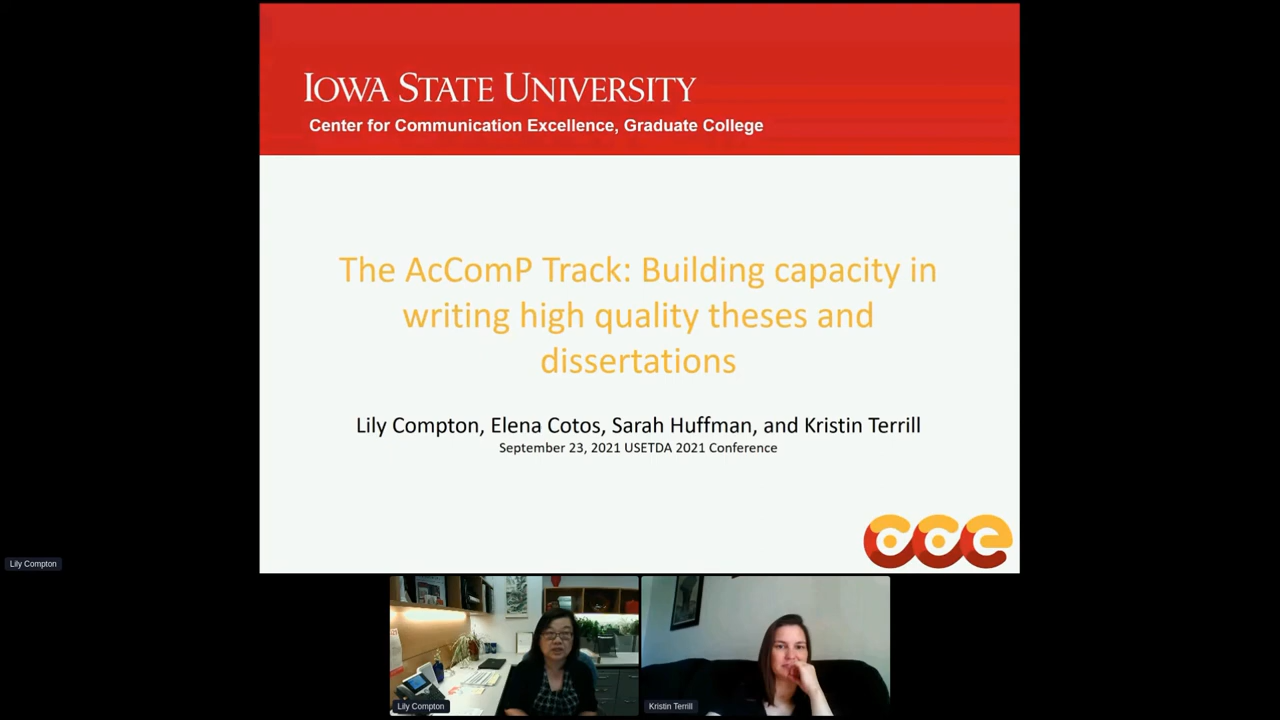 IOWA STATE UNIVERSITY
Center for Communication Excellence, Graduate College
The AcComP Track: Building capacity in
writing high quality theses and
dissertations
Lily Compton, Elena Cotos, Sarah Huffman, and Kristin Terrill
September 23, 2021 USETDA 2021 Conference
cce
Lily Compton
Lily Compton
Kristin Terrill